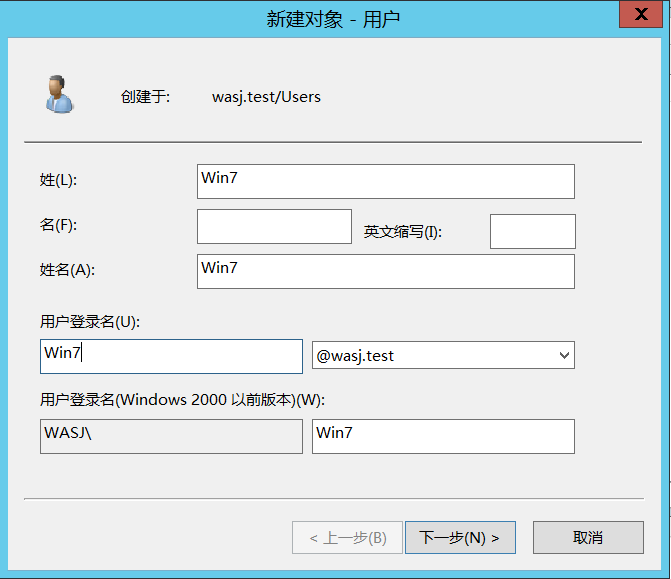 新建对象 - 用户
创建于: wasj.test/Users
姓(L): Win7
名(F): 英文缩写(I):
姓名(A): Win7
用户登录名(U):
Win7 @wasj.test
用户登录名(Windows 2000 以前版本)(W):
WASJ\ Win7
< 上一步(B) 下一步(N) > 取消